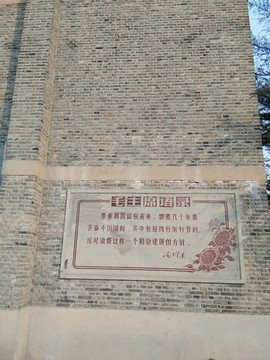 毛主席语录
要使我国富强起来，需要几十年艰
苦奋斗的时间，其中包括执行厉行节约、
反对浪费这样一个勤俭建国的方针。
毛泽东